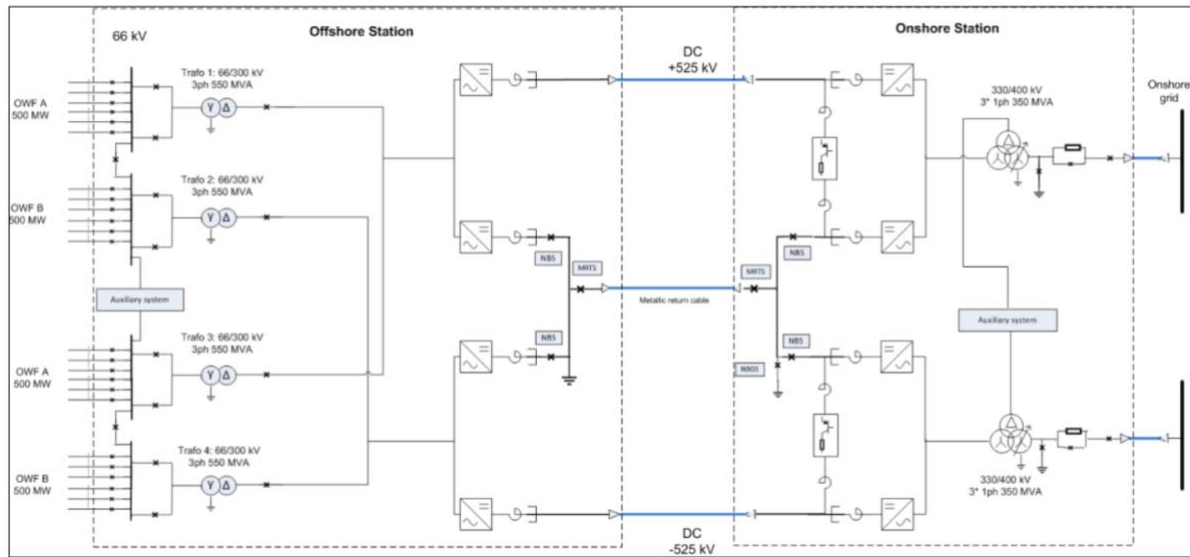 66 kV
Offshore Station
Onshore Station
DC
+525 kV
Trafo 1: 66/300 kV
3ph 550 MVA
OWF A
500 MW
Y Δ
330/400 kV
3* 1ph 350 MVA
Onshore
grid
Δ
Trafo 2: 66/300 kV
3ph 550 MVA
OWF B
500 MW
Y Δ
NBS
MRTS
MRTS
NBS
Auxiliary system
Metallic return cable
Auxiliary system
Trafo 3: 66/300 kV
3ph 550 MVA
OWF A
500 MW
Y Δ
NBS
NBS
NBGS
Δ
Trafo 4: 66/300 kV
3ph 550 MVA
OWF B
500 MW
Y Δ
330/400 kV
3* 1ph 350 MVA
DC
-525 kV